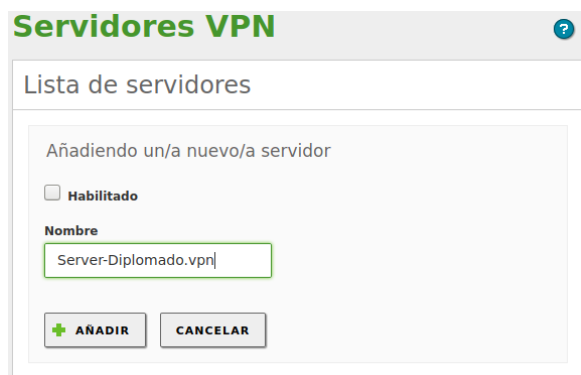 Servidores VPN
?
Lista de servidores
Añadiendo un/a nuevo/a servidor
Habilitado
Nombre
Server-Diplomado.vpn
AÑADIR CANCELAR